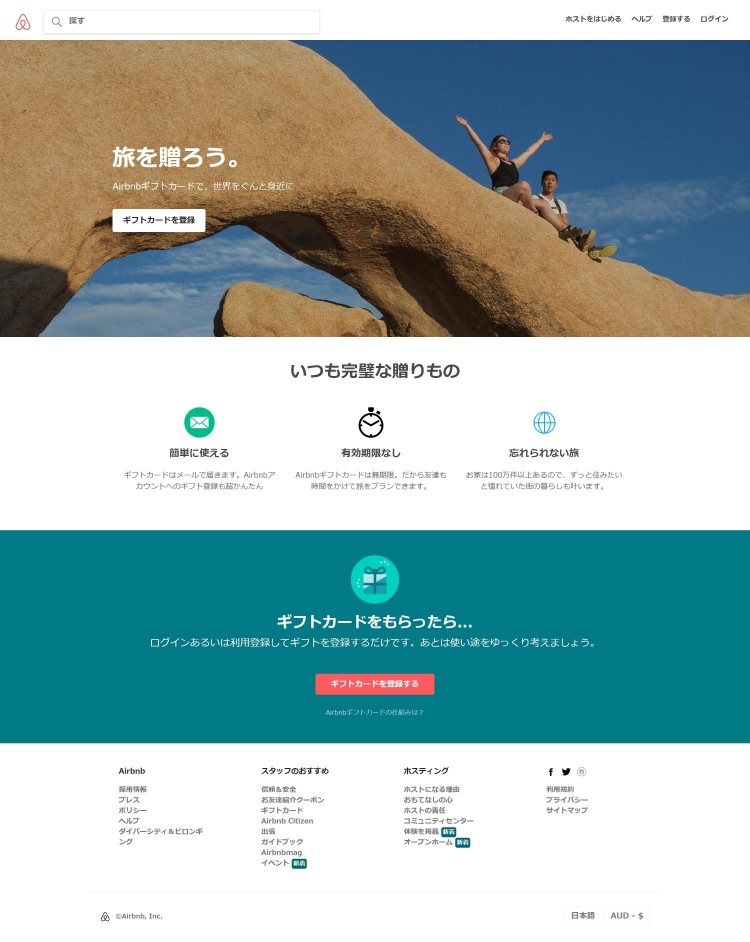 探す
ホストをはじめる ヘルプ 登録する ログイン
旅を贈ろう。
Airbnbギフトカードで、世界をぐんと身近に
ギフトカードを登録
いつも完璧な贈りもの
簡単に使える
ギフトカードはメールで届きます。Airbnbア
カウントへのギフト登録も超かんたん
有効期限なし
Airbnbギフトカードは無期限。だから友達も
時間をかけて旅をプランできます。
忘れられない旅
お家は100万件以上あるので、ずっと住みたい
と憧れていた街の暮らしも叶います。
ギフトカードをもらったら...
ログインあるいは利用登録してギフトを登録するだけです。あとは使い途をゆっくり考えましょう。
ギフトカードを登録する
Airbnbギフトカードの仕組みは？
Airbnb
採用情報
プレス
ポリシー
ヘルプ
ダイバーシティ＆ビロンギ
ング
スタッフのおすすめ
信頼＆安全
お友達紹介クーポン
ギフトカード
Airbnb Citizen
出張
ガイドブック
Airbnbmag
イベント 新着
ホスティング
ホストになる理由
おもてなしの心
ホストの責任
コミュニティセンター
体験を掲載 新着
オープンホーム 新着
利用規約
プライバシー
サイトマップ
©Airbnb, Inc.
日本語 AUD - $